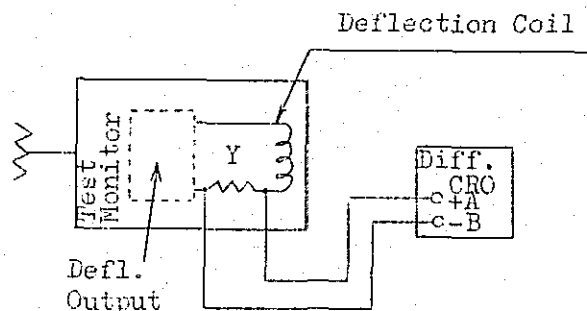 Deflection Coil
Test
Monitor
Y
Diff.
CRO
+A
-B
Defl.
Output